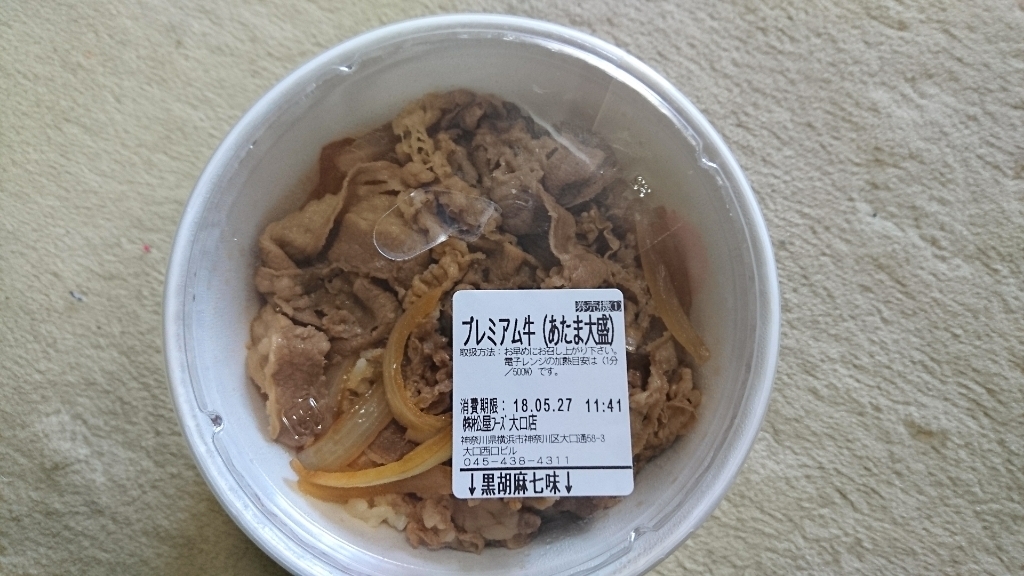 券売機1
プレミアム牛(あたま大盛)
取扱方法：お早めにお召し上がり下さい。
電子レンジの加熱目安は(1分
/500W)です。
消費期限：18.05.27 11:41
㈱松屋フーズ 大口店
神奈川県横浜市神奈川区大口通58-3
大口西口ビル
045-438-4311
↓黒胡麻七味↓